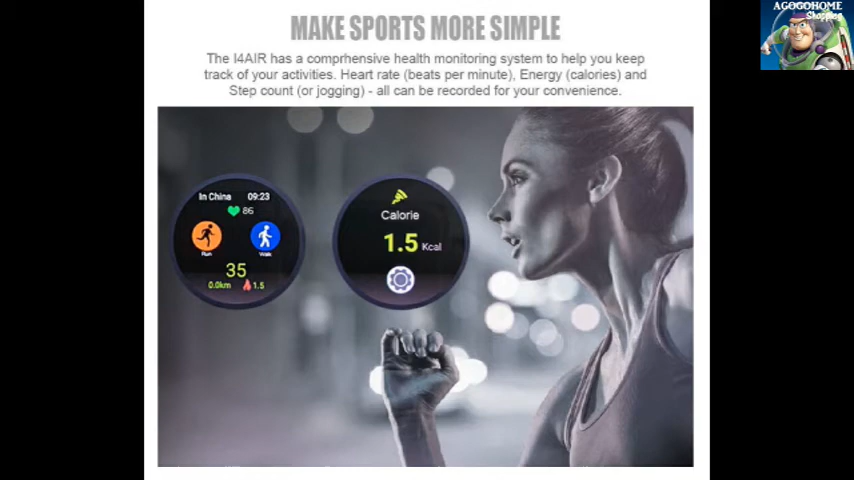 MAKE SPORTS MORE SIMPLE
AGOGOHOME
Shopping
The I4AIR has a comprhensive health monitoring system to help you keep
track of your activities. Heart rate (beats per minute), Energy (calories) and
Step count (or jogging) - all can be recorded for your convenience.
In China 09:23
86
Run
Walk
35
0.0km 1.5
Calorie
1.5 Kcal